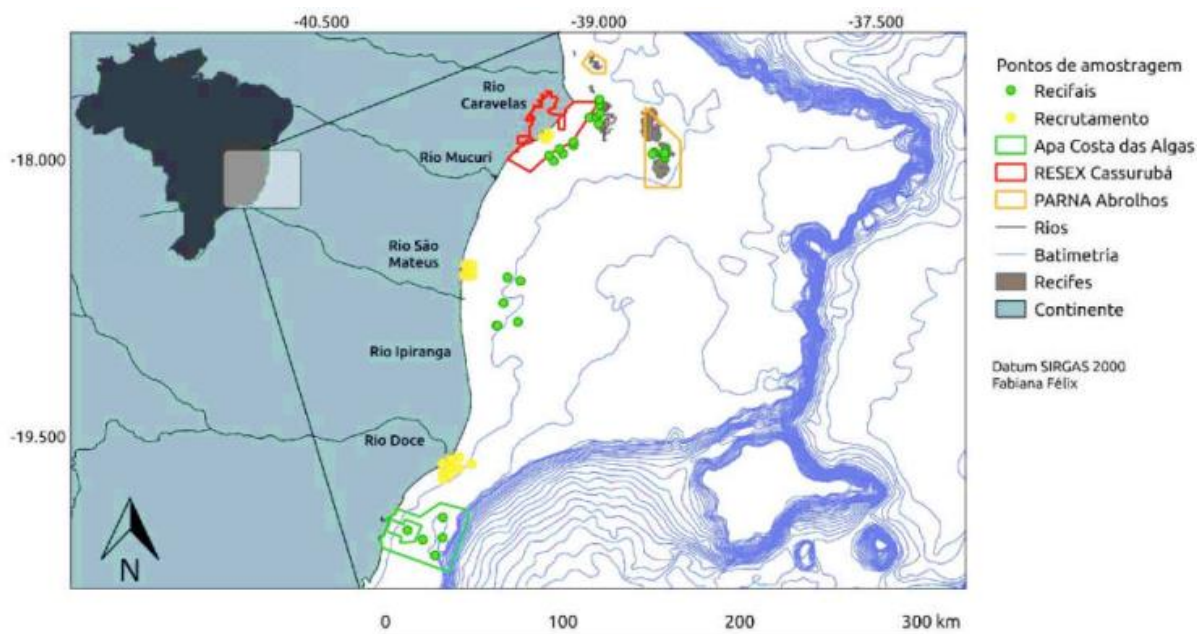 -40.500
-39.000
-37.500
Rio
Caravelas
Rio Mucuri
-18.000
Rio São
Mateus
Rio Ipiranga
-19.500
Rio Doce
N
0
100
200
300 km
Pontos de amostragem
Recifais
Recrutamento
Apa Costa das Algas
RESEX Cassurubá
PARNA Abrolhos
Rios
Batimetria
Recifes
Continente
Datum SIRGAS 2000
Fabiana Félix